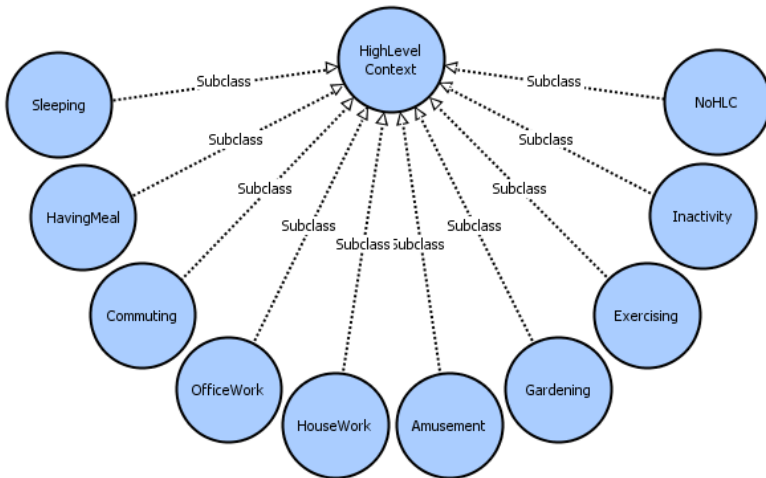 HighLevel
Context
Subclass
Subclass
Sleeping
NoHLC
Subclass
Subclass
HavingMeal
Inactivity
Subclass
Subclass
Subclass
Subclass
Subclass
Subclass
Commuting
Exercising
OfficeWork
Gardening
HouseWork
Amusement